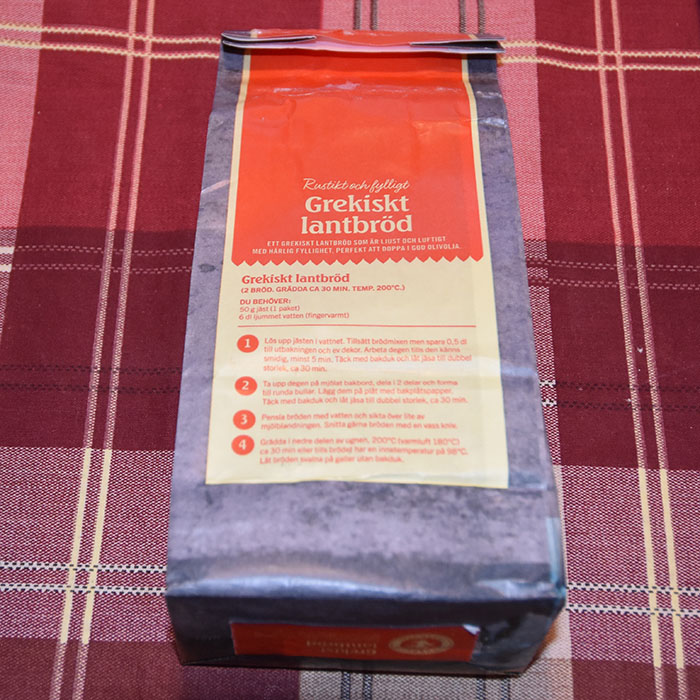 Rustikt och fylligt
Grekiskt
lantbröd
ETT GREKISKT LANTBRÖD SOM ÄR LJUST OCH LUFTIGT
MED HÄRLIG FYLLIGHET. PERFEKT ATT DOPPA I GOD OLIVOLJA.
Grekiskt lantbröd
(2 BRÖD. GRÄDDA CA 30 MIN. TEMP. 200°C.)
DU BEHÖVER:
50 g jäst (1 paket)
6 dl ljummet vatten (fingervarmt)
1 Lös upp jästen i vattnet. Tillsätt brödmixen men spara 0,5 dl
till utbakningen och ev dekor. Arbeta degen tills den känns
smidig, minst 5 min. Täck med bakduk och låt jäsa till dubbel
storlek, ca 30 min.
2 Ta upp degen på mjölat bakbord, dela i 2 delar och forma
till runda bullar. Lägg dem på plåt med bakplåtspapper.
Täck med bakduk och låt jäsa till dubbel storlek, ca 30 min.
3 Pensla bröden med vatten och sikta över lite av
mjölblandningen. Snitta gärna bröden med en vass kniv.
4 Grädda i nedre delen av ugnen, 200°C (varmluft 180°C)
ca 30 min eller tills brödet har en innetemperatur på 98°C.
Låt bröden svalna på galler utan bakduk.
Grekiskt
lantbröd